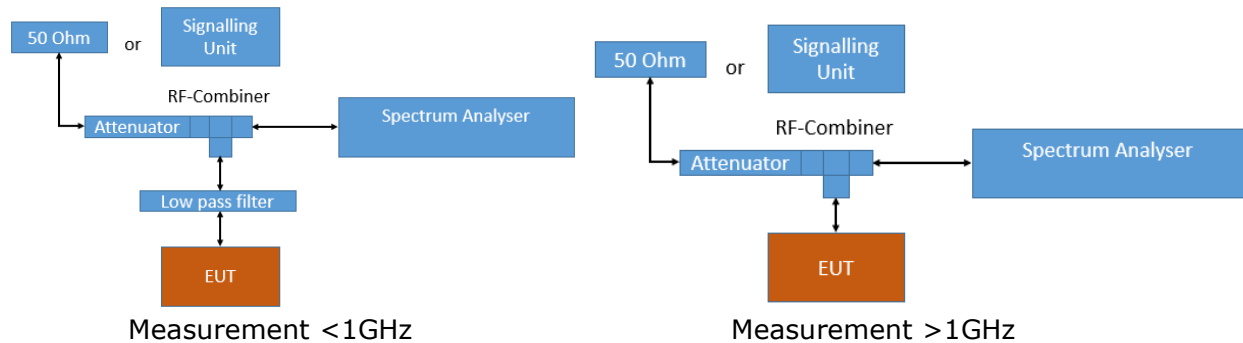 50 Ohm
or
Signalling
Unit
RF-Combiner
Attenuator
Spectrum Analyser
Low pass filter
EUT
Measurement <1GHz
50 Ohm
or
Signalling
Unit
RF-Combiner
Attenuator
Spectrum Analyser
EUT
Measurement >1GHz